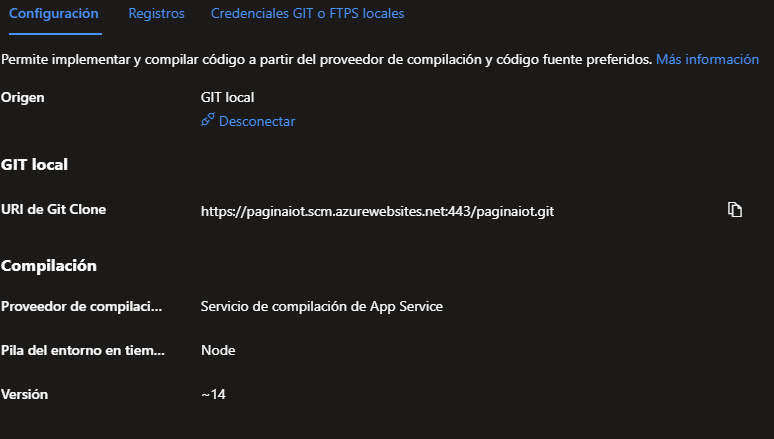 Configuración Registros Credenciales GIT o FTPS locales
Permite implementar y compilar código a partir del proveedor de compilación y código fuente preferidos. Más información
Origen GIT local
Desconectar
GIT local
URI de Git Clone https://paginaiot.scm.azurewebsites.net:443/paginaiot.git
Compilación
Proveedor de compilaci... Servicio de compilación de App Service
Pila del entorno en tiem... Node
Versión ~14